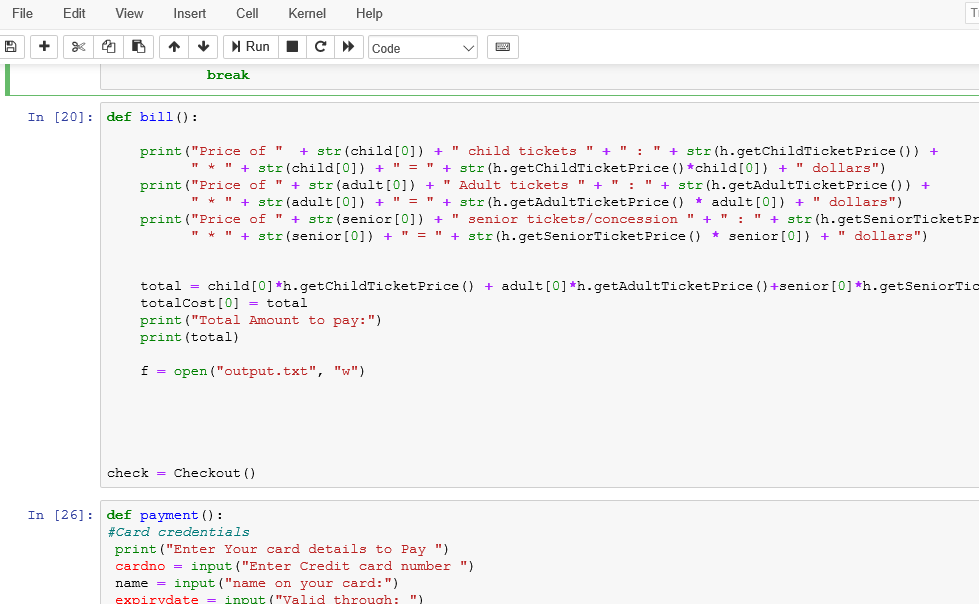 File Edit View Insert Cell Kernel Help
Run Code
break
In [20]: def bill():
print("Price of "  + str(child[0]) + " child tickets " + " : " + str(h.getChildTicketPrice()) +
" * " + str(child[0]) + " = " + str(h.getChildTicketPrice()*child[0]) + " dollars")
print("Price of " + str(adult[0]) + " Adult tickets " + " : " + str(h.getAdultTicketPrice()) +
" * " + str(adult[0]) + " = " + str(h.getAdultTicketPrice() * adult[0]) + " dollars")
print("Price of " + str(senior[0]) + " senior tickets/concession " + " : " + str(h.getSeniorTicketPr
" * " + str(senior[0]) + " = " + str(h.getSeniorTicketPrice() * senior[0]) + " dollars")
total = child[0]*h.getChildTicketPrice() + adult[0]*h.getAdultTicketPrice()+senior[0]*h.getSeniorTic
totalCost[0] = total
print("Total Amount to pay:")
print(total)
f = open("output.txt", "w")
check = Checkout()
In [26]: def payment():
#Card credentials
print("Enter Your card details to Pay ")
cardno = input("Enter Credit card number ")
name = input("name on your card:")
expirydate = input("Valid through: ")